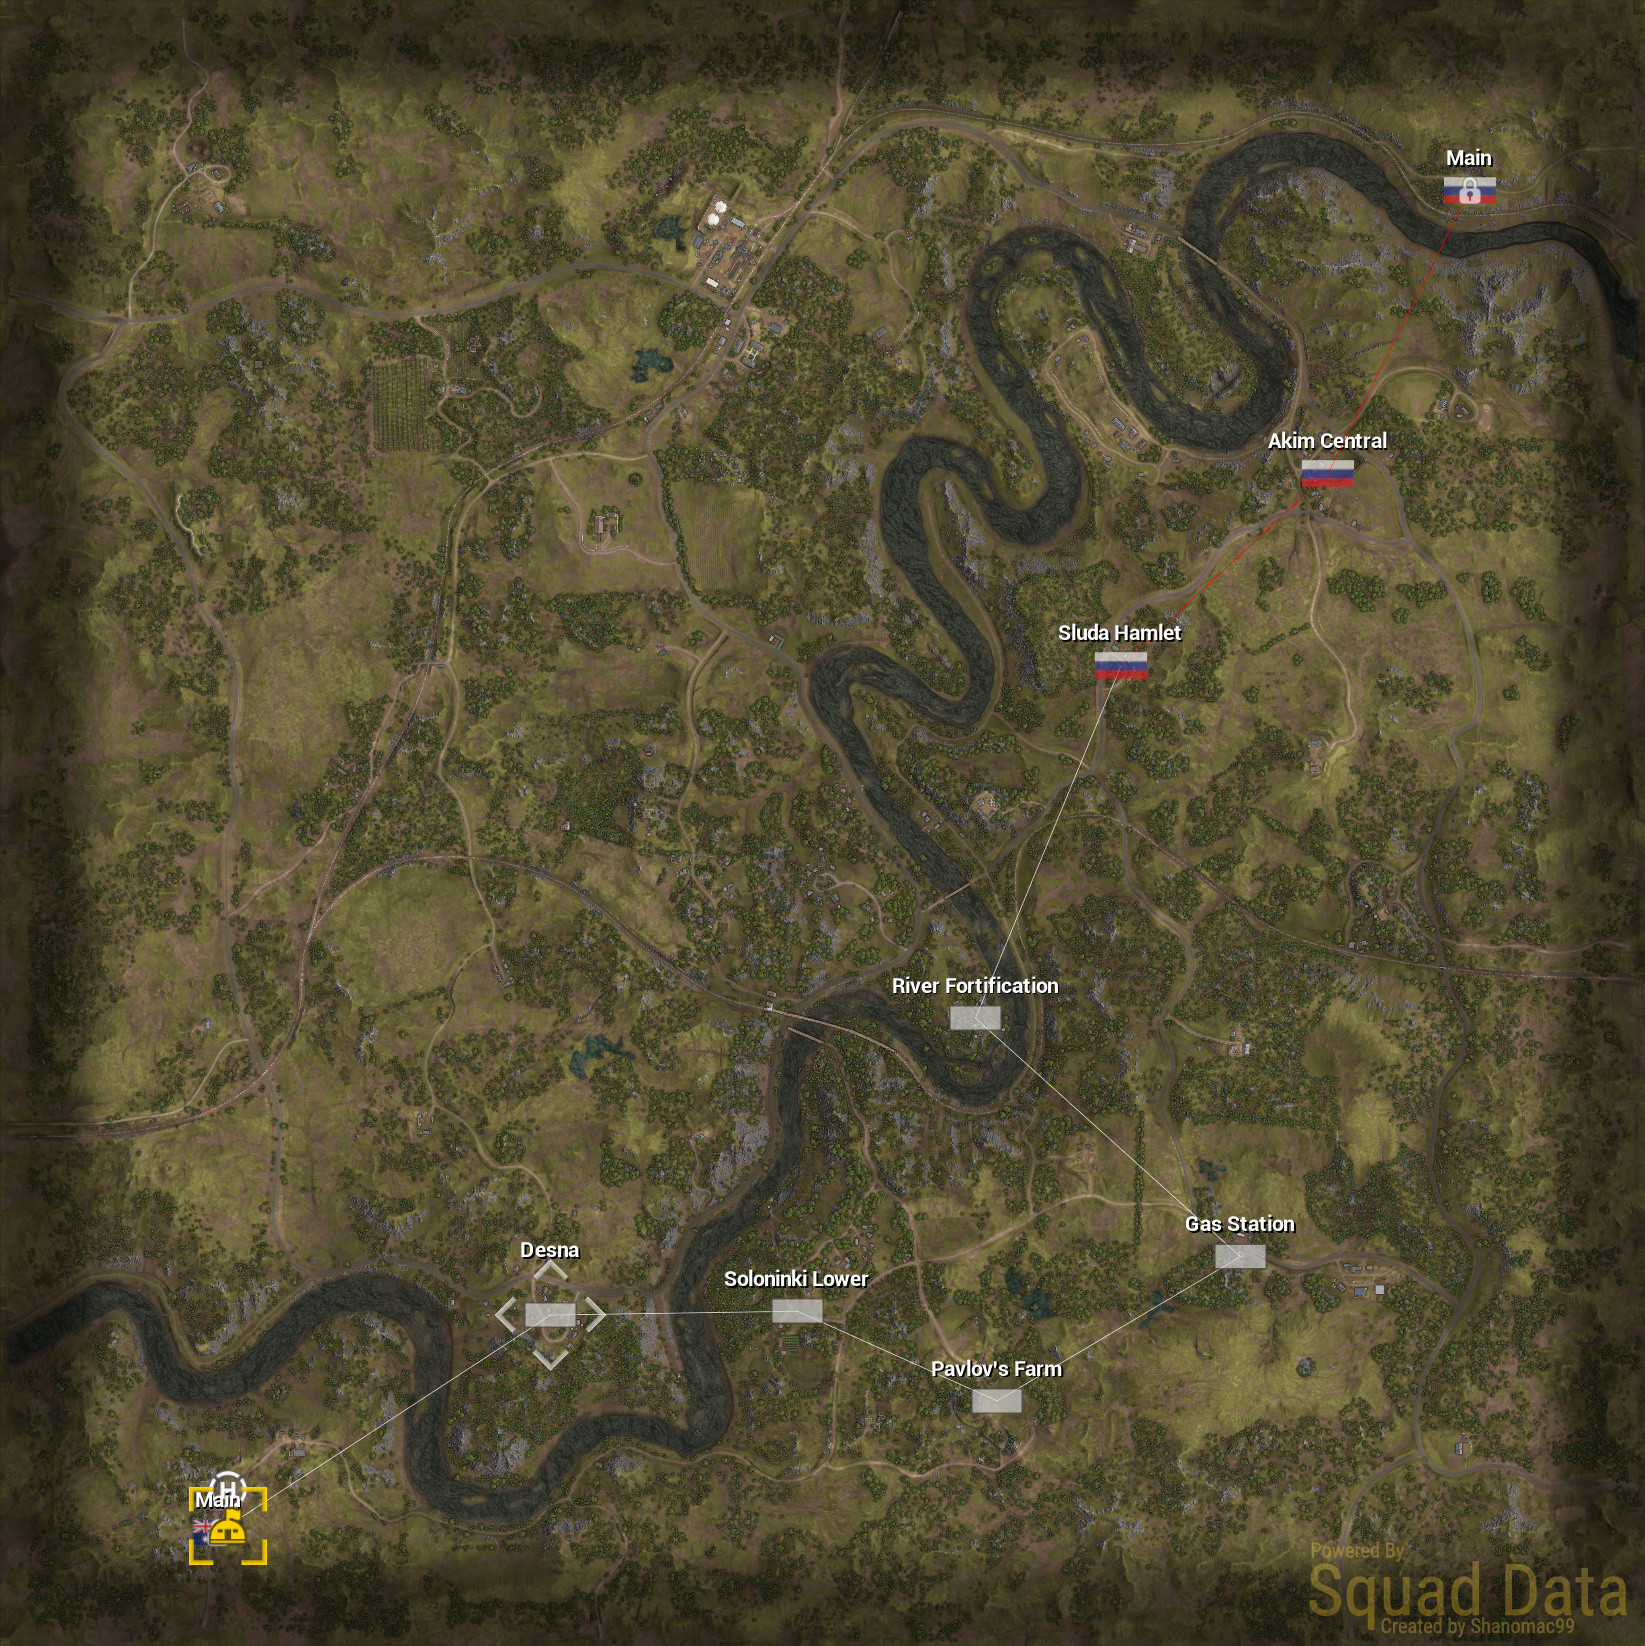 Main
Akim Central
Sluda Hamlet
River Fortification
Gas Station
Desna
Soloninki Lower
Pavlov's Farm
H
Main
Powered By
Squad Data
Created by Shanomac99